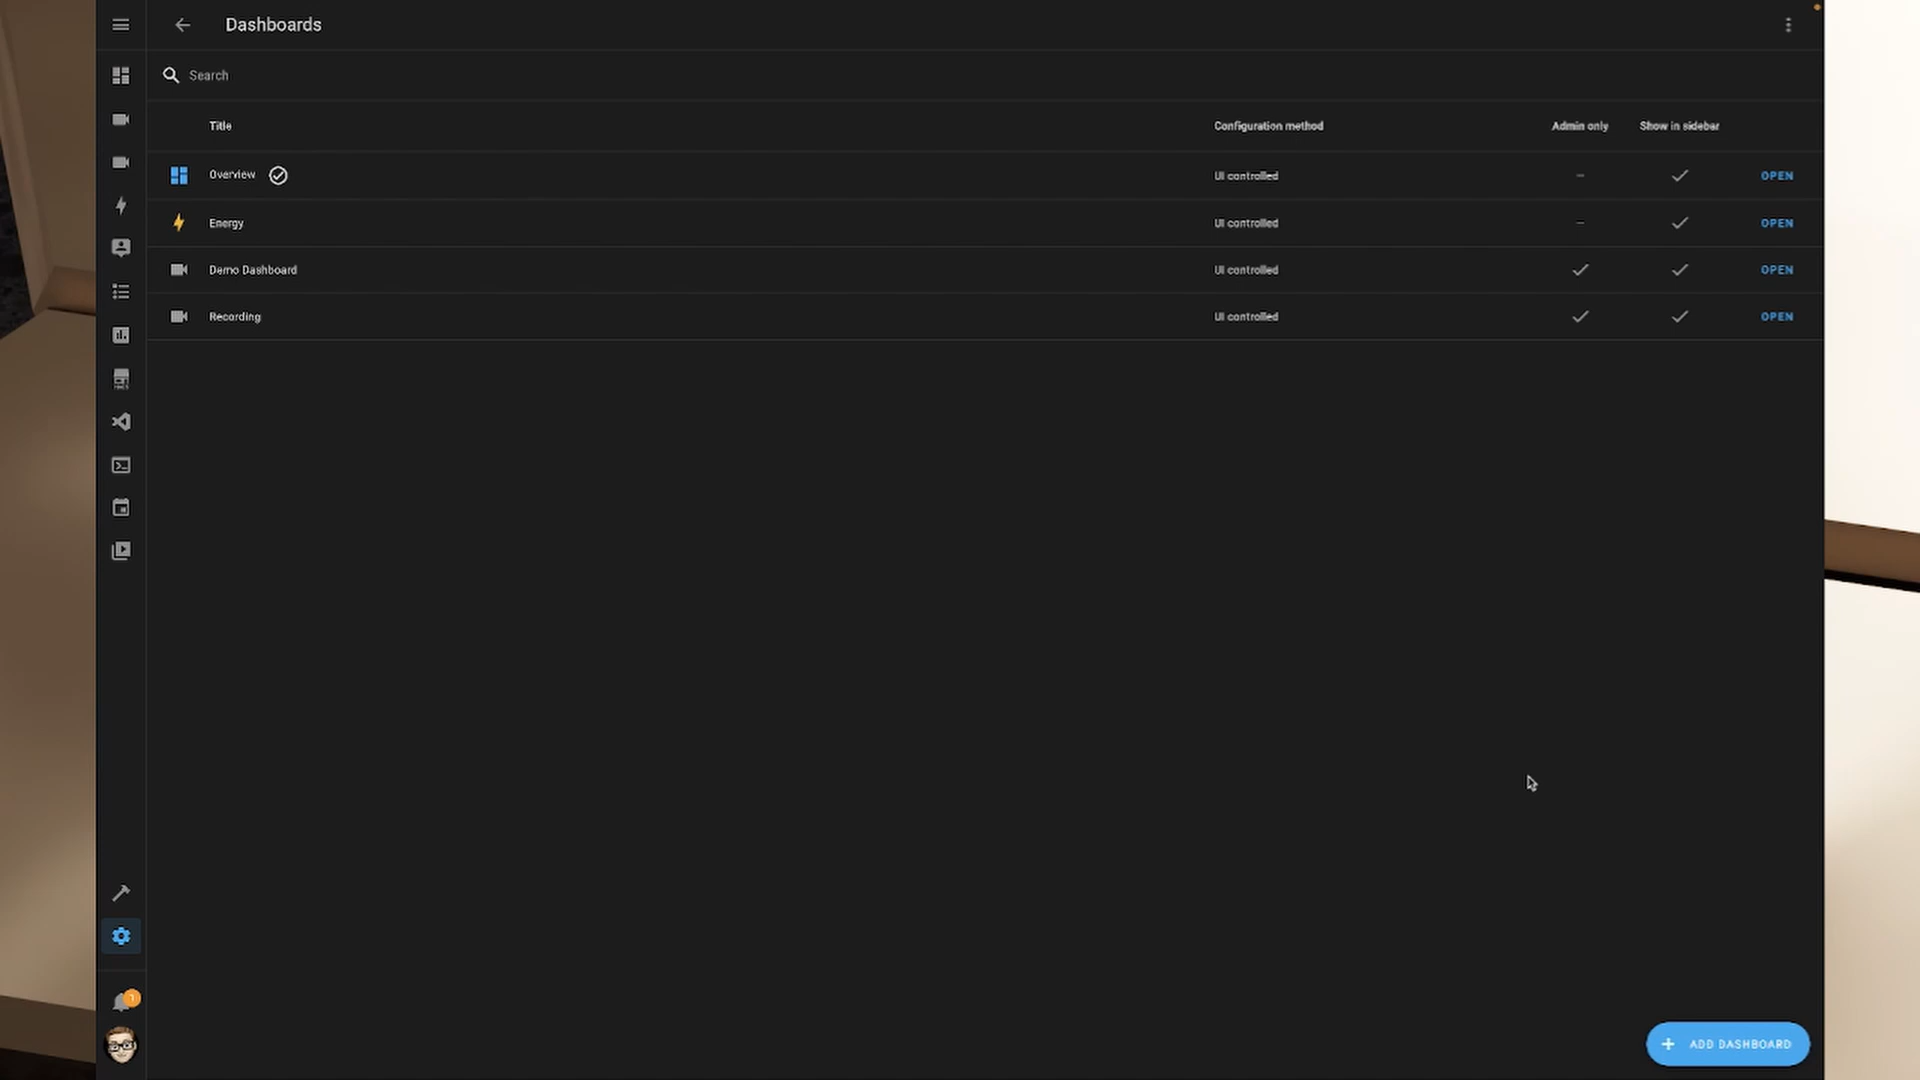 Dashboards
Search
Title Configuration method Admin only Show in sidebar
Overview UI controlled – OPEN
Energy UI controlled – OPEN
Demo Dashboard UI controlled OPEN
Recording UI controlled OPEN
1
+ ADD DASHBOARD